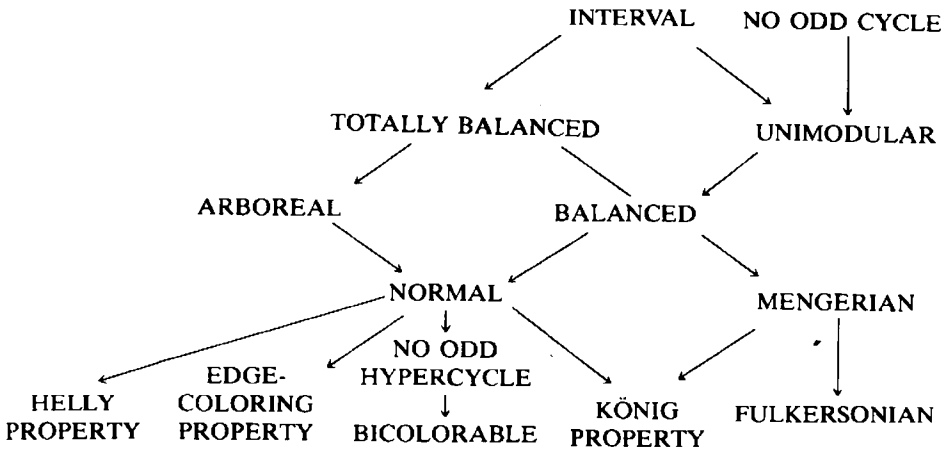 INTERVAL
NO ODD CYCLE
TOTALLY BALANCED
UNIMODULAR
ARBOREAL
BALANCED
NORMAL
MENGERIAN
NO ODD
HYPERCYCLE
EDGE-
COLORING
PROPERTY
HELLY
PROPERTY
BICOLORABLE
KÖNIG
PROPERTY
FULKERSONIAN